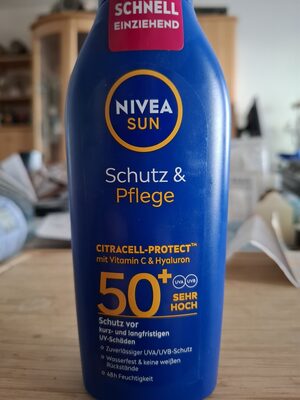 SCHNELL
EINZIEHEND
NIVEA
SUN
Schutz &
Pflege
CITRACELL-PROTECT™
mit Vitamin C & Hyaluron
50+
UVA UVB
SEHR
HOCH
Schutz vor
kurz- und langfristigen
UV-Schäden
Zuverlässiger UVA/UVB-Schutz
Wasserfest & keine weißen
Rückstände
48h Feuchtigkeit